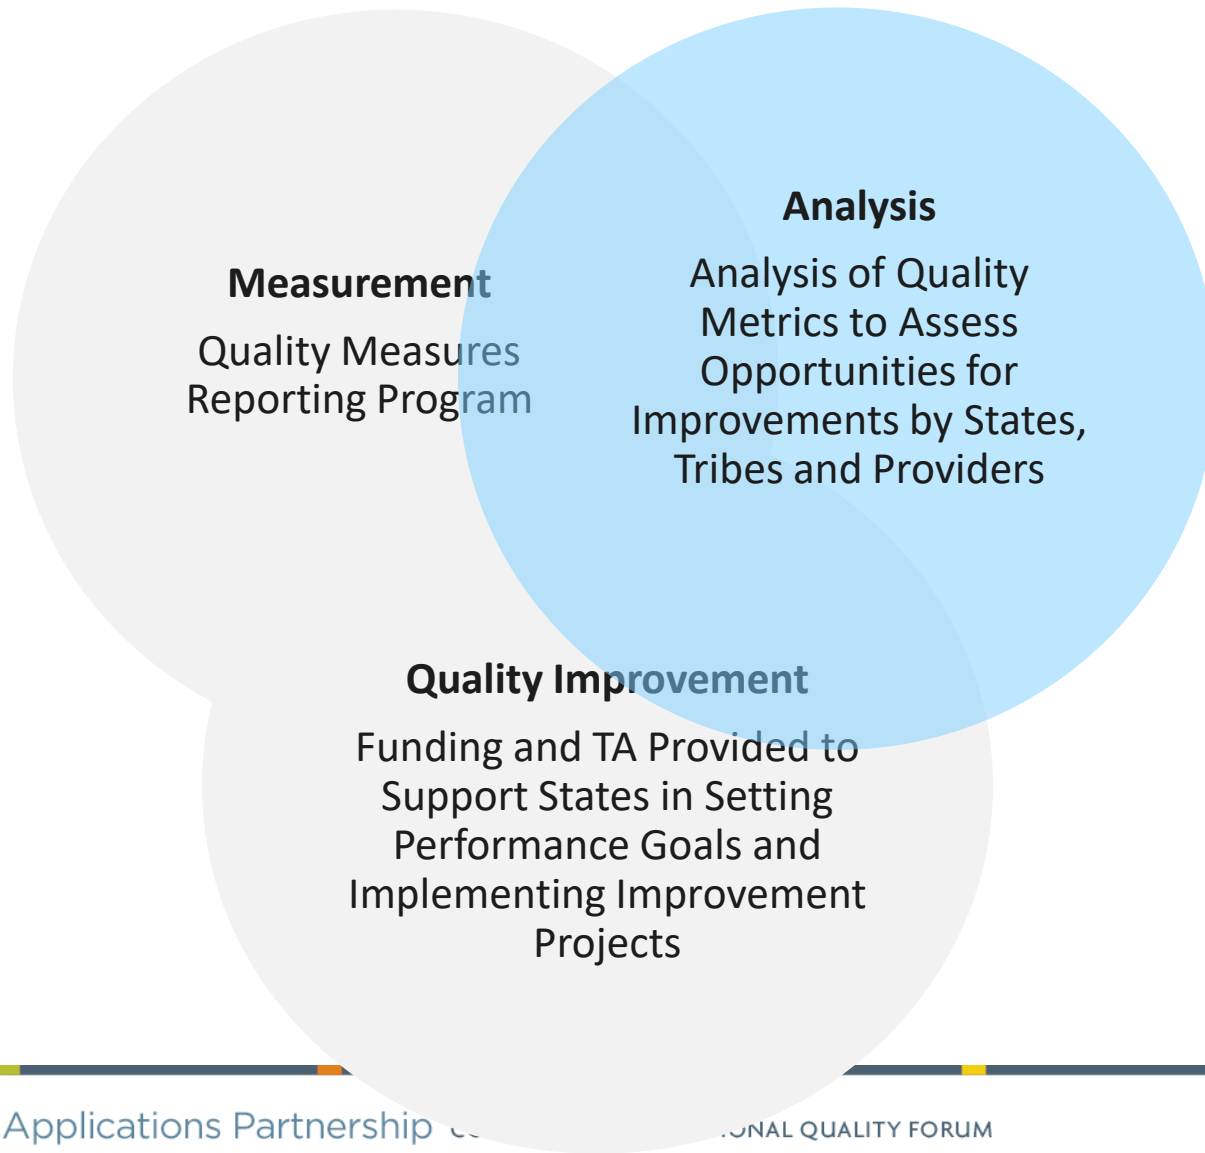 Analysis
Analysis of Quality
Metrics to Assess
Opportunities for
Improvements by States,
Tribes and Providers
Measurement
Quality Measures
Reporting Program
Quality Improvement
Funding and TA Provided to
Support States in Setting
Performance Goals and
Implementing Improvement
Projects
Applications Partnership QUALITY FORUM